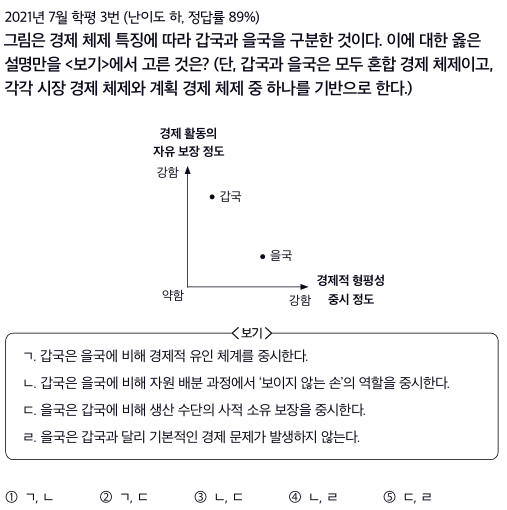 2021년 7월 학평 3번 (난이도 하, 정답률 89%)
그림은 경제 체제 특징에 따라 갑국과 을국을 구분한 것이다. 이에 대한 옳은
설명만을 <보기>에서 고른 것은? (단, 갑국과 을국은 모두 혼합 경제 체제이고,
각각 시장 경제 체제와 계획 경제 체제 중 하나를 기반으로 한다.)
경제 활동의
자유 보장 정도
강함
갑국
을국
경제적 형평성
중시 정도
약함
강함
<보기>
ㄱ. 갑국은 을국에 비해 경제적 유인 체계를 중시한다.
ㄴ. 갑국은 을국에 비해 자원 배분 과정에서 '보이지 않는 손'의 역할을 중시한다.
ㄷ. 을국은 갑국에 비해 생산 수단의 사적 소유 보장을 중시한다.
ㄹ. 을국은 갑국과 달리 기본적인 경제 문제가 발생하지 않는다.
① ㄱ, ㄴ ② ㄱ, ㄷ ③ ㄴ, ㄷ ④ ㄴ, ㄹ ⑤ ㄷ, ㄹ